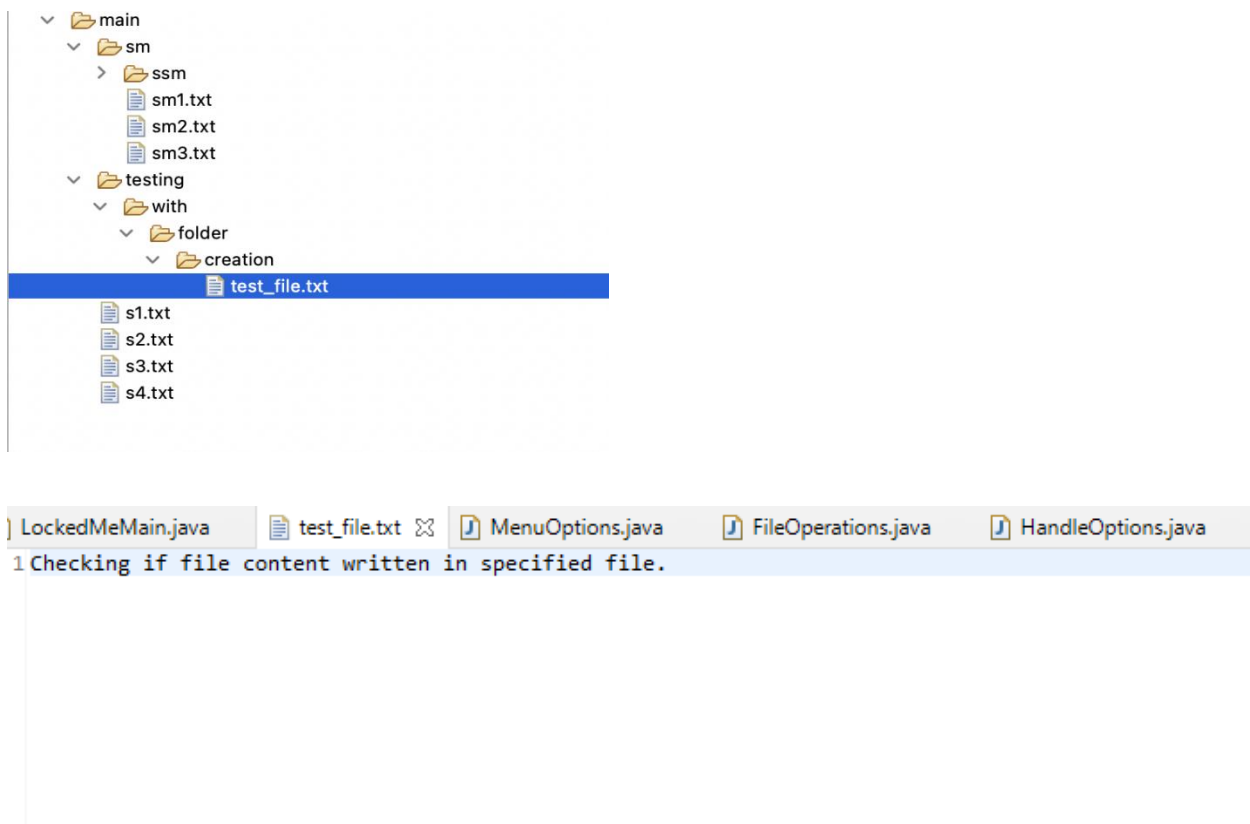 main
sm
ssm
sm1.txt
sm2.txt
sm3.txt
testing
with
folder
creation
test_file.txt
s1.txt
s2.txt
s3.txt
s4.txt
LockedMeMain.java test_file.txt MenuOptions.java FileOperations.java HandleOptions.java
1 Checking if file content written in specified file.